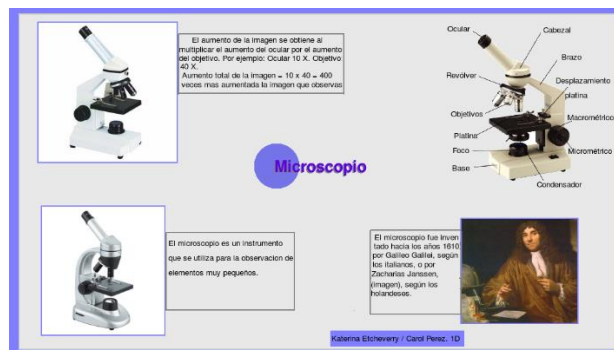 El aumento de la imagen se obtiene al
multiplicar el aumento del ocular por el aumento
del objetivo. Por ejemplo: Ocular 10 X. Objetivo
40 X.
Aumento total de la imagen = 10 x 40 = 400
veces mas aumentada la imagen que observas
Ocular
Cabezal
Brazo
Revólver
Desplazamiento
platina
Objetivos
Macrométrico
Platina
Micrométrico
Foco
Base
Condensador
Microscopio
El microscopio es un instrumento
que se utiliza para la observacion de
elementos muy pequeños.
El microscopio fue inven
tado hacia los años 1610,
por Galileo Galilei, según
los italianos, o por
Zacharias Janssen,
(imagen), según los
holandeses.
Katerina Etcheverry / Carol Perez. 1D